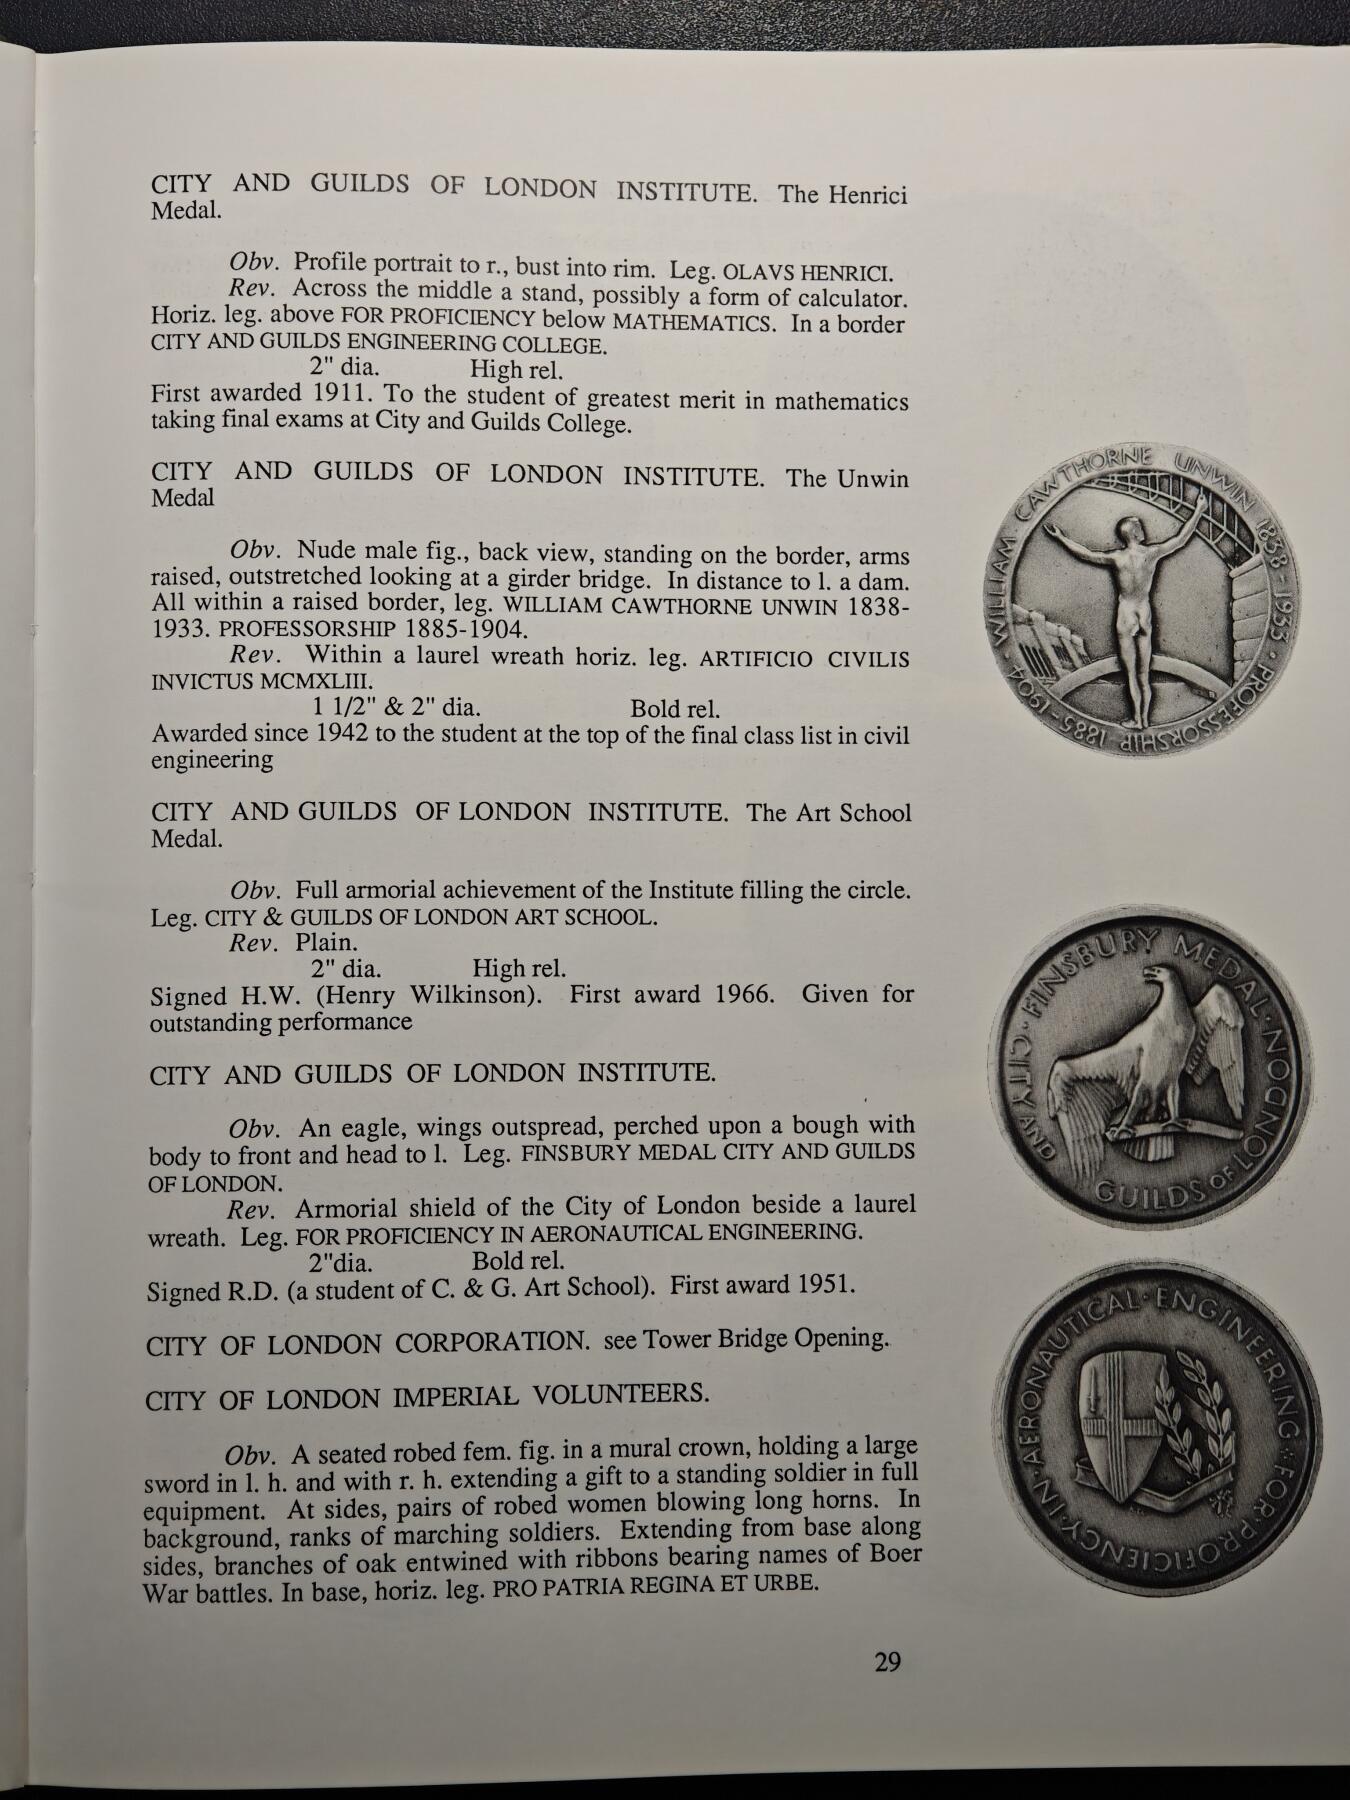 CITY AND GUILDS OF LONDON INSTITUTE. The Henrici
Medal.
Obv. Profile portrait to r., bust into rim. Leg. OLAVS HENRICI.
Rev. Across the middle a stand, possibly a form of calculator.
Horiz. leg. above FOR PROFICIENCY below MATHEMATICS. In a border
CITY AND GUILDS ENGINEERING COLLEGE.
2" dia. High rel.
First awarded 1911. To the student of greatest merit in mathematics
taking final exams at City and Guilds College.
CITY AND GUILDS OF LONDON INSTITUTE. The Unwin
Medal
Obv. Nude male fig., back view, standing on the border, arms
raised, outstretched looking at a girder bridge. In distance to l. a dam.
All within a raised border, leg. WILLIAM CAWTHORNE UNWIN 1838-
1933. PROFESSORSHIP 1885-1904.
Rev. Within a laurel wreath horiz. leg. ARTIFICIO CIVILIS
INVICTUS MCMXLIII.
1 1/2" & 2" dia. Bold rel.
Awarded since 1942 to the student at the top of the final class list in civil
engineering
CITY AND GUILDS OF LONDON INSTITUTE. The Art School
Medal.
Obv. Full armorial achievement of the Institute filling the circle.
Leg. CITY & GUILDS OF LONDON ART SCHOOL.
Rev. Plain.
2" dia. High rel.
Signed H.W. (Henry Wilkinson). First award 1966. Given for
outstanding performance
CITY AND GUILDS OF LONDON INSTITUTE.
Obv. An eagle, wings outspread, perched upon a bough with
body to front and head to l. Leg. FINSBURY MEDAL CITY AND GUILDS
OF LONDON.
Rev. Armorial shield of the City of London beside a laurel
wreath. Leg. FOR PROFICIENCY IN AERONAUTICAL ENGINEERING.
2"dia. Bold rel.
Signed R.D. (a student of C. & G. Art School). First award 1951.
CITY OF LONDON CORPORATION. see Tower Bridge Opening.
CITY OF LONDON IMPERIAL VOLUNTEERS.
Obv. A seated robed fem. fig. in a mural crown, holding a large
sword in l. h. and with r. h. extending a gift to a standing soldier in full
equipment. At sides, pairs of robed women blowing long horns. In
background, ranks of marching soldiers. Extending from base along
sides, branches of oak entwined with ribbons bearing names of Boer
War battles. In base, horiz. leg. PRO PATRIA REGINA ET URBE.
29
WILLIAM · CAWTHORNE UNWIN 1838-1933 · PROFESSORSHIP 1885-1904 ·
CITY AND GUILDS OF LONDON · FINSBURY MEDAL ·
FOR · PROFICIENCY · IN · AERONAUTICAL · ENGINEERING